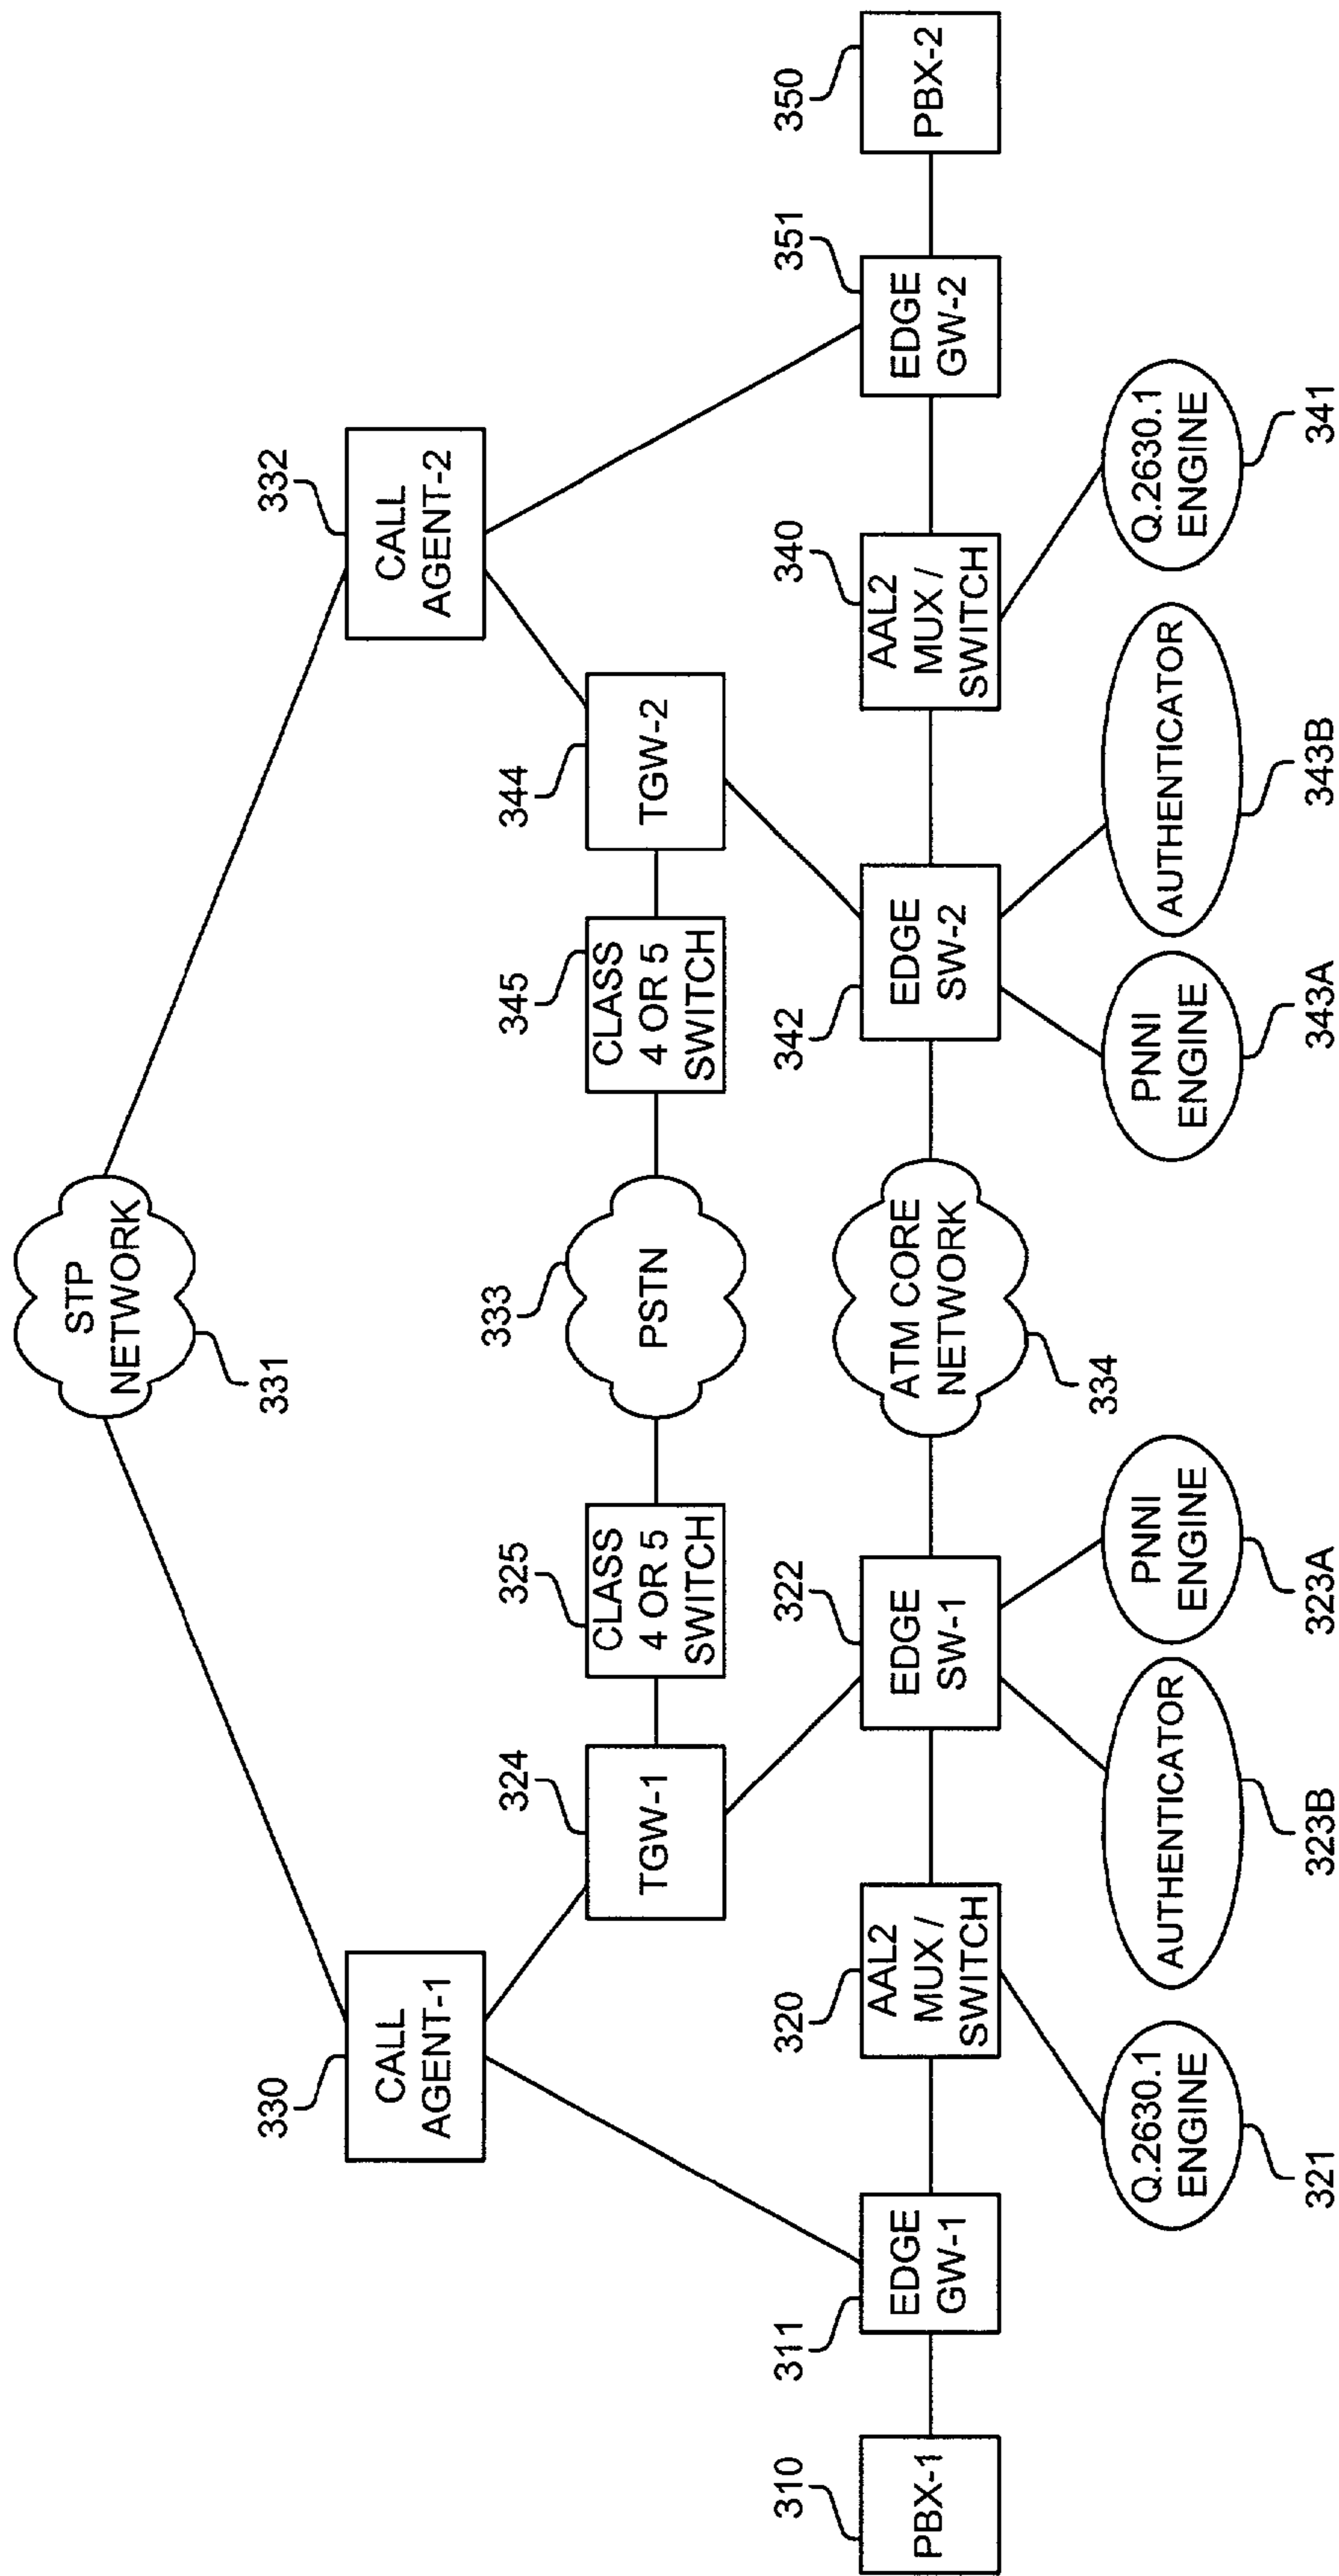 STP
NETWORK
331
330
CALL
AGENT-1
332
CALL
AGENT-2
324
TGW-1
325
CLASS
4 OR 5
SWITCH
333
PSTN
345
CLASS
4 OR 5
SWITCH
344
TGW-2
310
PBX-1
311
EDGE
GW-1
320
AAL2
MUX /
SWITCH
322
EDGE
SW-1
ATM CORE
NETWORK
334
342
EDGE
SW-2
340
AAL2
MUX /
SWITCH
351
EDGE
GW-2
350
PBX-2
Q.2630.1
ENGINE
321
AUTHENTICATOR
323B
PNNI
ENGINE
323A
PNNI
ENGINE
343A
AUTHENTICATOR
343B
Q.2630.1
ENGINE
341